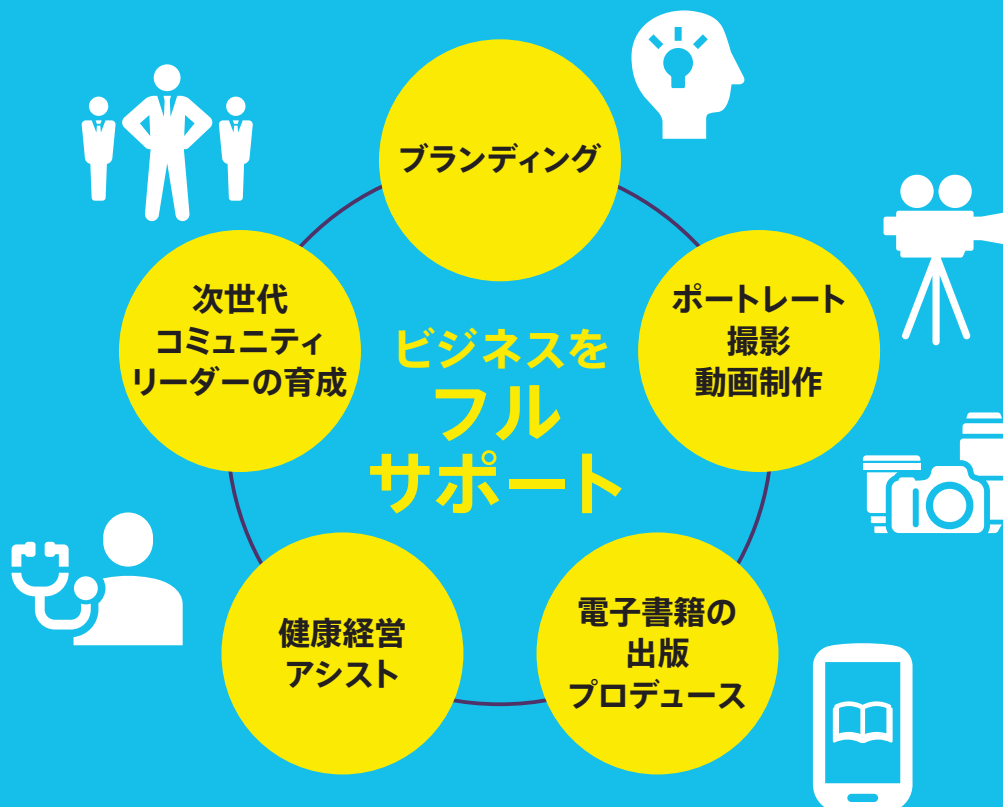 ブランディング
次世代
コミュニティ
リーダーの育成
ビジネスを
フル
サポート
ポートレート
撮影
動画制作
健康経営
アシスト
電子書籍の
出版
プロデュース